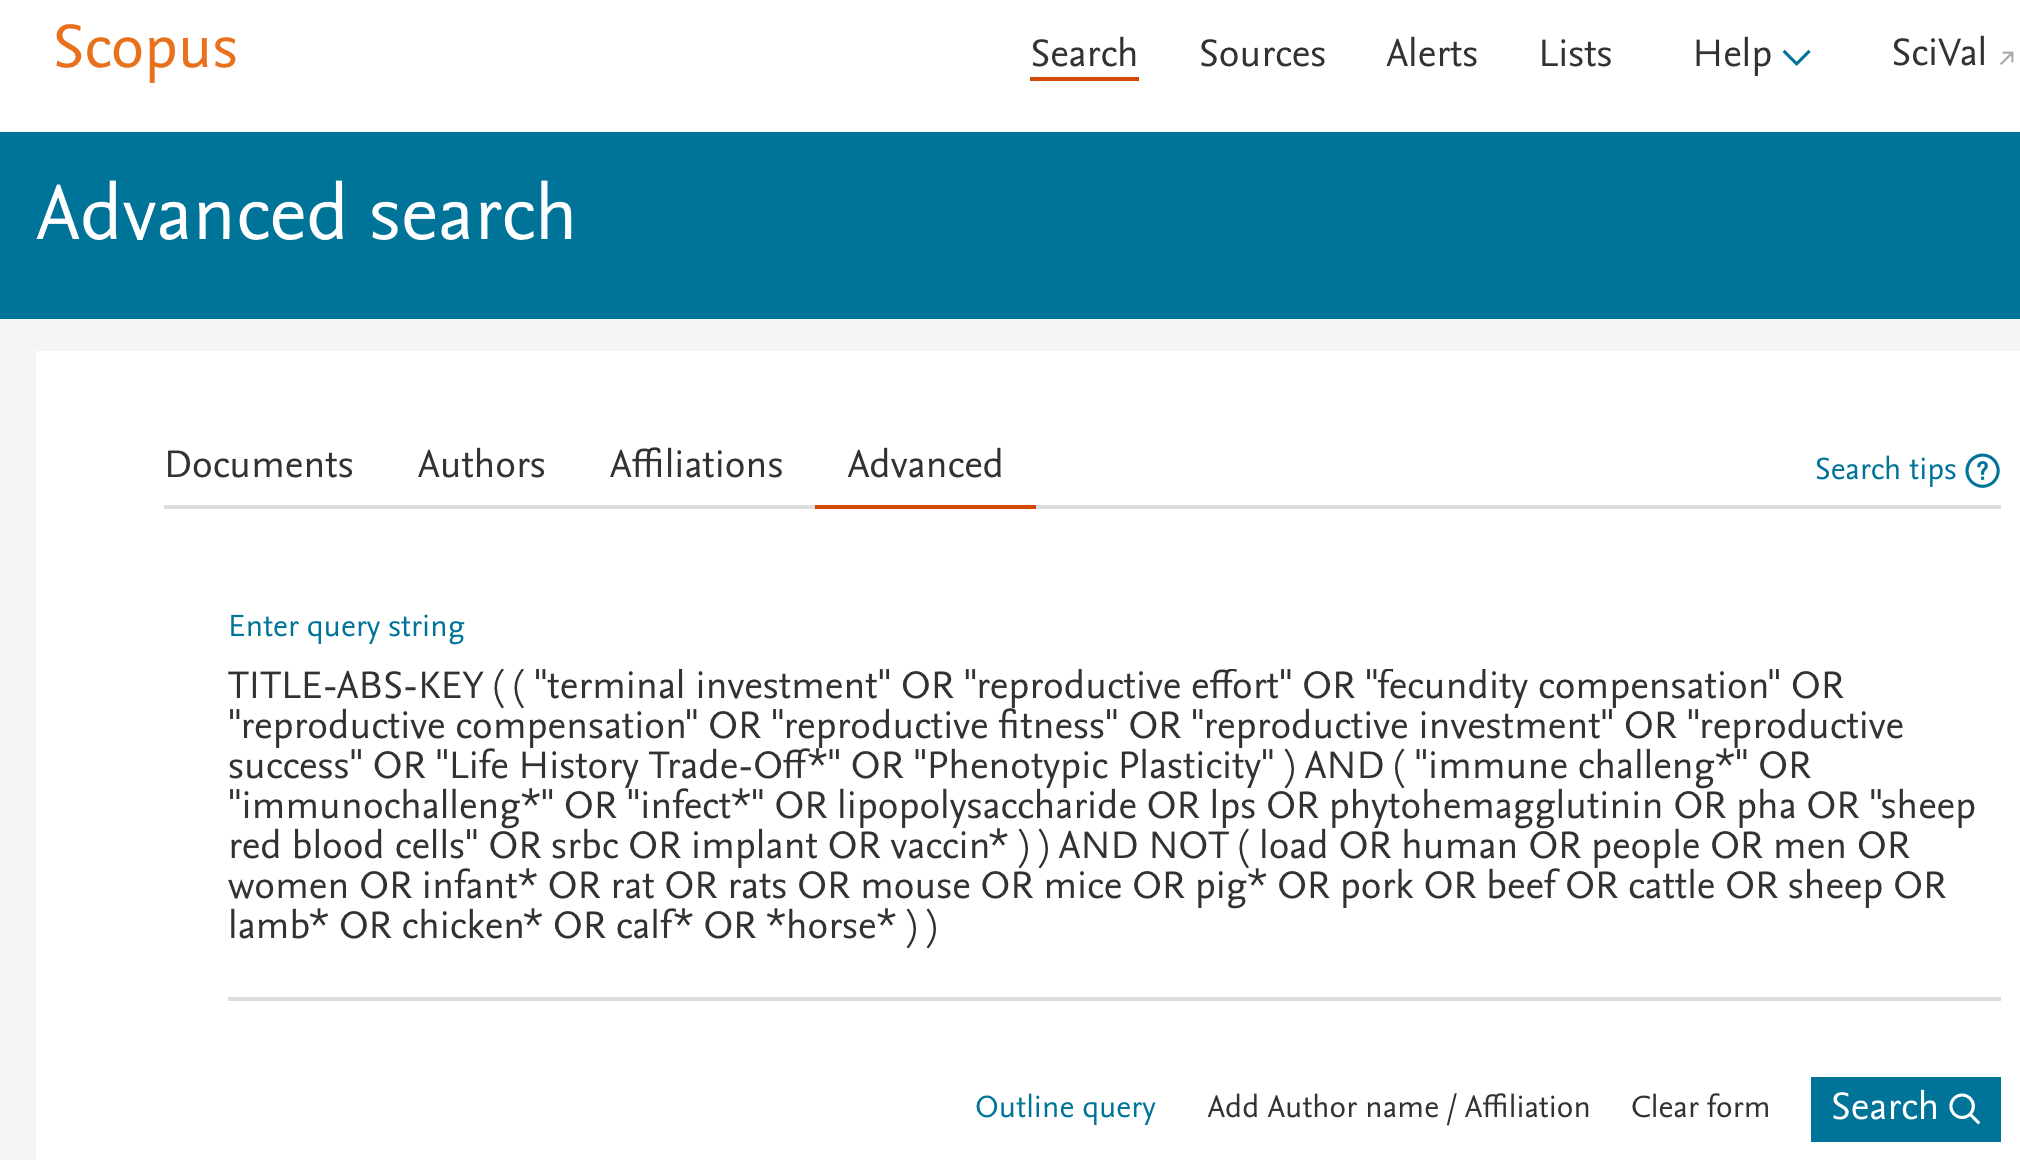 Scopus
Search Sources Alerts Lists Help SciVal
Advanced search
Documents Authors Affiliations Advanced Search tips ?
Enter query string
TITLE-ABS-KEY ( ( "terminal investment" OR "reproductive effort" OR "fecundity compensation" OR
"reproductive compensation" OR "reproductive fitness" OR "reproductive investment" OR "reproductive
success" OR "Life History Trade-Off*" OR "Phenotypic Plasticity" ) AND ( "immune challeng*" OR
"immunochalleng*" OR "infect*" OR lipopolysaccharide OR lps OR phytohemagglutinin OR pha OR "sheep
red blood cells" OR srbc OR implant OR vaccin* ) ) AND NOT ( load OR human OR people OR men OR
women OR infant* OR rat OR rats OR mouse OR mice OR pig* OR pork OR beef OR cattle OR sheep OR
lamb* OR chicken* OR calf* OR *horse* ) )
Outline query Add Author name / Affiliation Clear form Search